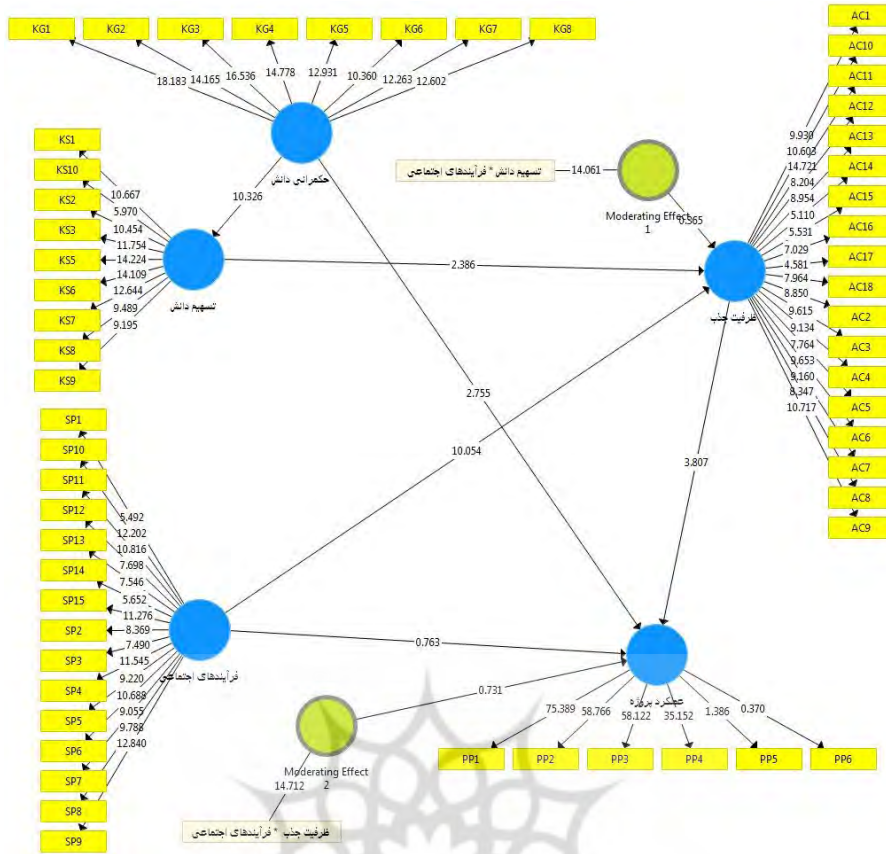 KG1 KG2 KG3 KG4 KG5 KG6 KG7 KG8
18.183 14.165 16.536 14.778 12.931 10.360 12.263 12.602
حکمرانی دانش
KS1
KS10
KS2
KS3
KS5
KS6
KS7
KS8
KS9
10.667
5.970
10.454
11.754
14.224
14.109
12.644
9.489
9.195
تسهیم دانش
10.326
تسهیم دانش * فرآیندهای اجتماعی
14.061
Moderating Effect
1
0.365
2.386
AC1
AC10
AC11
AC12
AC13
AC14
AC15
AC16
AC17
AC18
AC2
AC3
AC4
AC5
AC6
AC7
AC8
AC9
9.930
10.603
14.721
8.204
8.954
5.110
5.531
7.029
4.581
7.964
8.850
9.615
9.134
7.764
9.653
9.160
8.347
10.717
ظرفیت جذب
2.755
10.054
3.807
SP1
SP10
SP11
SP12
SP13
SP14
SP15
SP2
SP3
SP4
SP5
SP6
SP7
SP8
SP9
5.492
12.202
10.816
7.698
7.546
5.652
11.276
8.369
7.490
11.545
9.220
10.688
9.055
9.788
12.840
فرآیندهای اجتماعی
0.763
0.731
Moderating Effect
2
14.712
ظرفیت جذب * فرآیندهای اجتماعی
عملکرد پروژه
75.389 58.766 58.122 35.152 1.386 0.370
PP1 PP2 PP3 PP4 PP5 PP6